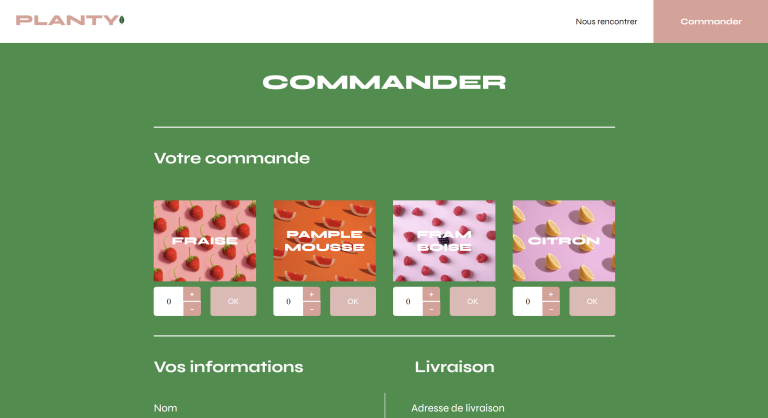 PLANTY
Nous rencontrer
Commander
COMMANDER
Votre commande
FRAISE
PAMPLE
MOUSSE
FRAM
BOISE
CITRON
0 + - OK
0 + - OK
0 + - OK
0 + - OK
Vos informations
Livraison
Nom
Adresse de livraison